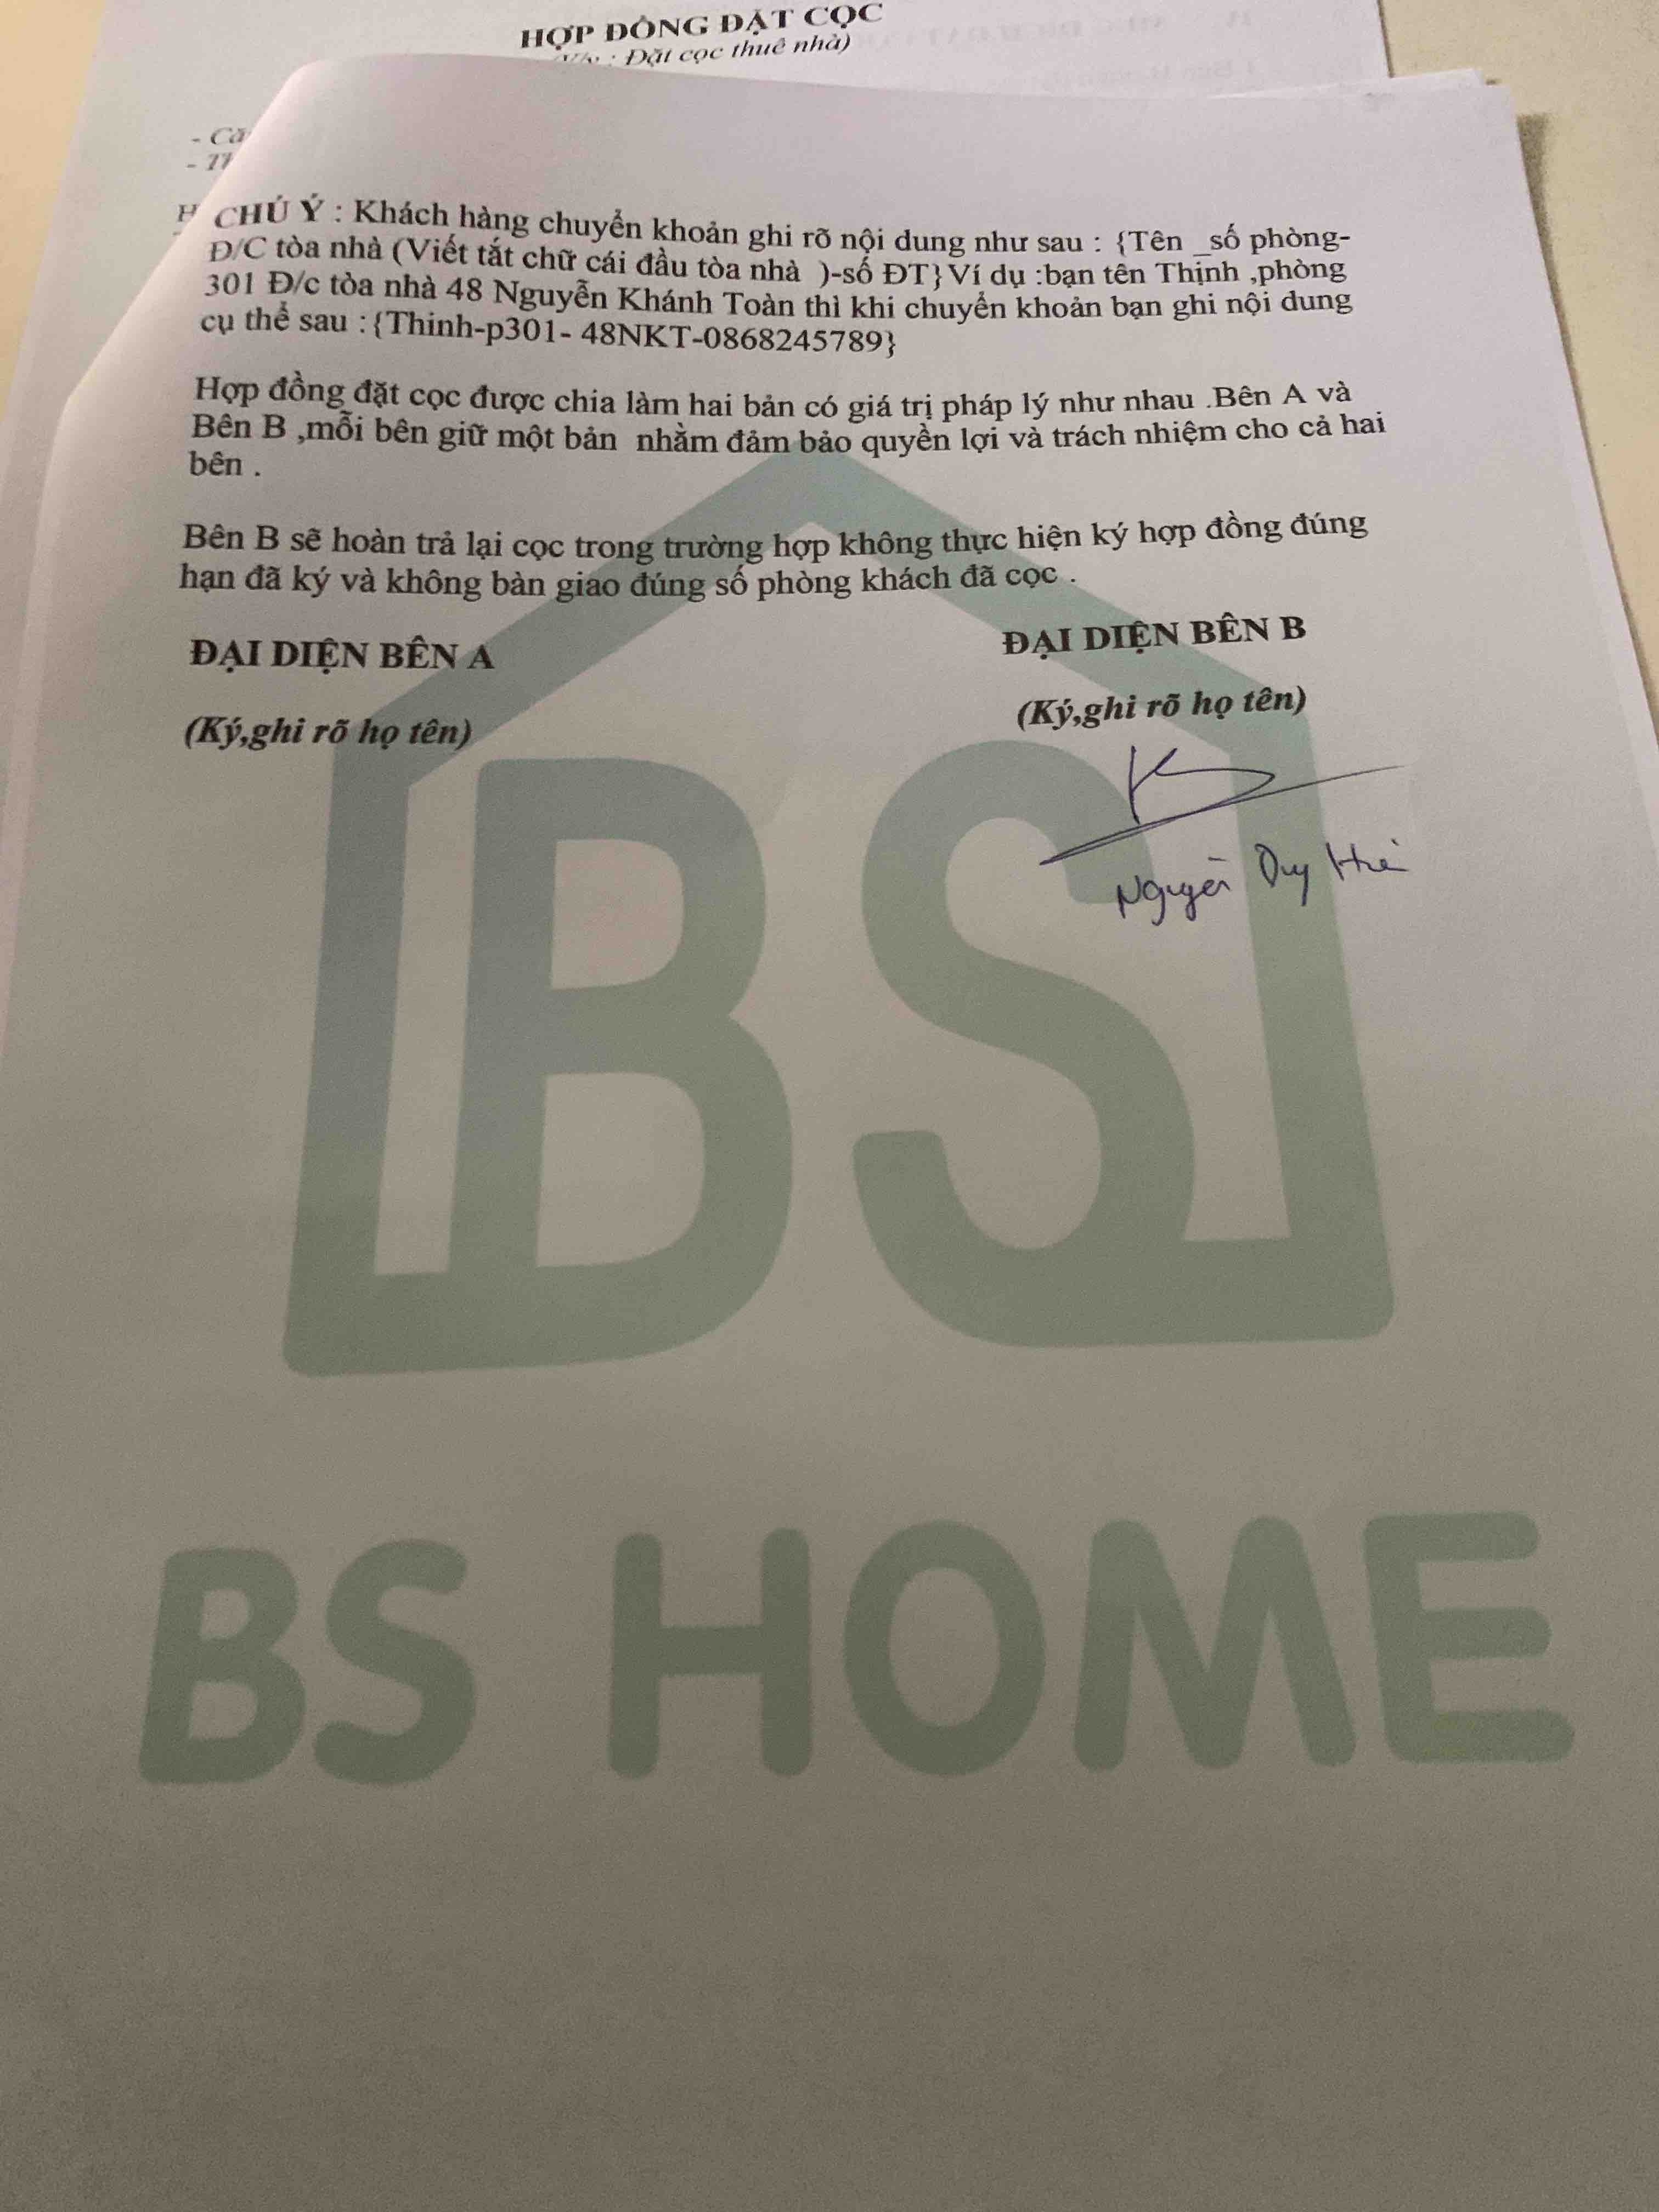 HỢP ĐỒNG ĐẶT CỌC
: Đặt cọc thuê nhà)
- Că
- Th
H
CHÚ Ý : Khách hàng chuyển khoản ghi rõ nội dung như sau : {Tên _số phòng-
Đ/C tòa nhà (Viết tắt chữ cái đầu tòa nhà )-số ĐT}Ví dụ :bạn tên Thịnh ,phòng
301 Đ/c tòa nhà 48 Nguyễn Khánh Toàn thì khi chuyển khoản bạn ghi nội dung
cụ thể sau :{Thinh-p301- 48NKT-0868245789}
Hợp đồng đặt cọc được chia làm hai bản có giá trị pháp lý như nhau .Bên A và
Bên B ,mỗi bên giữ một bản nhằm đảm bảo quyền lợi và trách nhiệm cho cả hai
bên .
Bên B sẽ hoàn trả lại cọc trong trường hợp không thực hiện ký hợp đồng đúng
hạn đã ký và không bàn giao đúng số phòng khách đã cọc .
ĐẠI DIỆN BÊN A
ĐẠI DIỆN BÊN B
(Ký,ghi rõ họ tên)
(Ký,ghi rõ họ tên)
Duy
BS
BS HOME